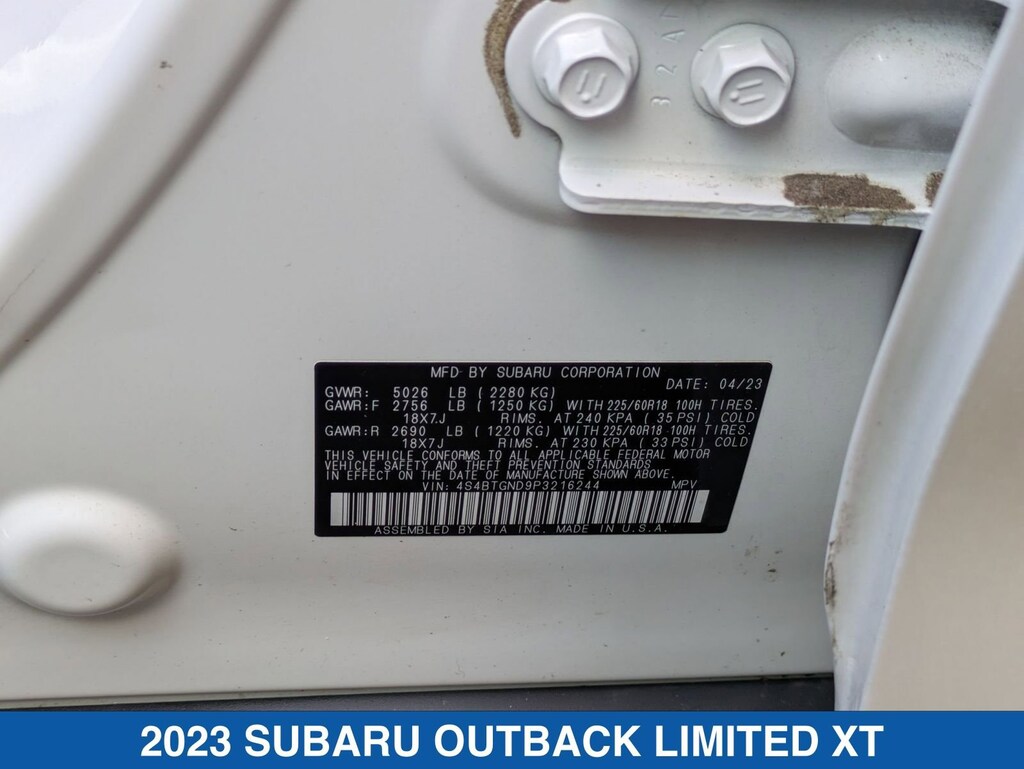 MFD BY SUBARU CORPORATION
DATE: 04/23
GVWR: 5026 LB ( 2280 KG)
GAWR:F 2756 LB ( 1250 KG) WITH 225/60R18 100H TIRES.
18X7J RIMS. AT 240 KPA ( 35 PSI) COLD
GAWR:R 2690 LB ( 1220 KG) WITH 225/60R18 100H TIRES.
18X7J RIMS. AT 230 KPA ( 33 PSI) COLD
THIS VEHICLE CONFORMS TO ALL APPLICABLE FEDERAL MOTOR
VEHICLE SAFETY AND THEFT PREVENTION STANDARDS
IN EFFECT ON THE DATE OF MANUFACTURE SHOWN ABOVE.
VIN: 4S4BTGND9P3216244 MPV
ASSEMBLED BY SIA INC. MADE IN U.S.A.
2023 SUBARU OUTBACK LIMITED XT